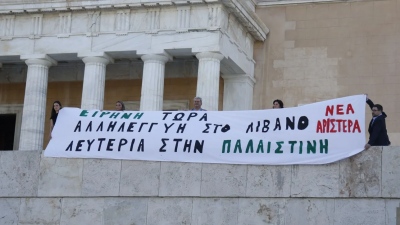 ΕΙΡΗΝΗ ΤΩΡΑ
ΑΛΛΗΛΕΓΓΥΗ ΣΤΟ ΛΙΒΑΝΟ
ΛΕΥΤΕΡΙΑ ΣΤΗΝ ΠΑΛΑΙΣΤΙΝΗ
ΝΕΑ
ΑΡΙΣΤΕΡΑ